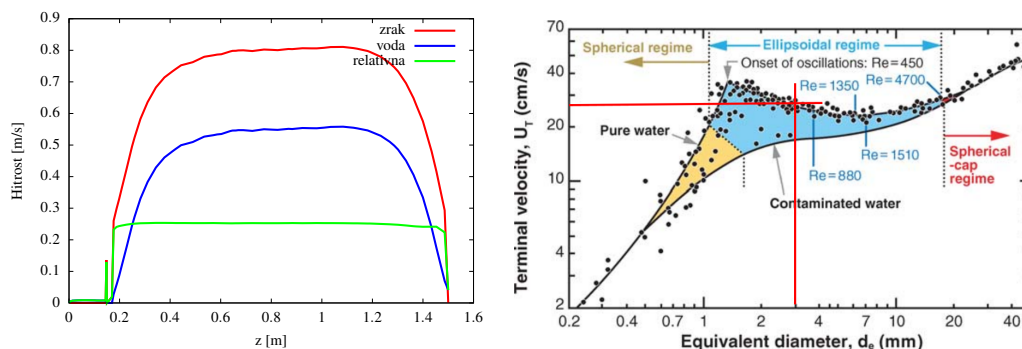 0.9
0.8
0.7
0.6
0.5
0.4
0.3
0.2
0.1
0
Hitrost [m/s]
zrak
voda
relativna
0 0.2 0.4 0.6 0.8 1 1.2 1.4 1.6
z [m]
70
40
20
10
4
2
Terminal velocity, U_T (cm/s)
Spherical regime
Ellipsoidal regime
Onset of oscillations: Re=450
Re=4700
Re=1350
Pure water
Re=1510
Spherical
-cap
regime
Re=880
Contaminated water
0.2 0.4 0.7 1 2 4 7 10 20 40
Equivalent diameter, d_e (mm)